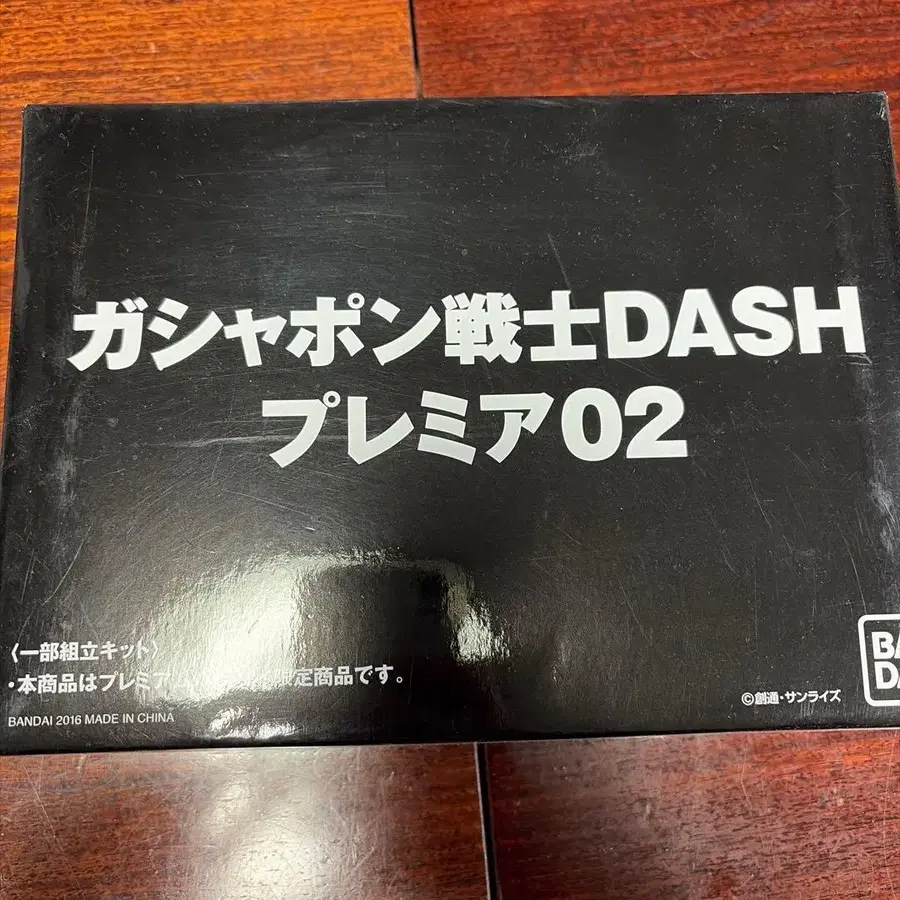 ガシャポン戦士DASH
プレミア02
〈一部組立キット〉
・本商品はプレミア 限定商品です。
BANDAI 2016 MADE IN CHINA
©創通・サンライズ